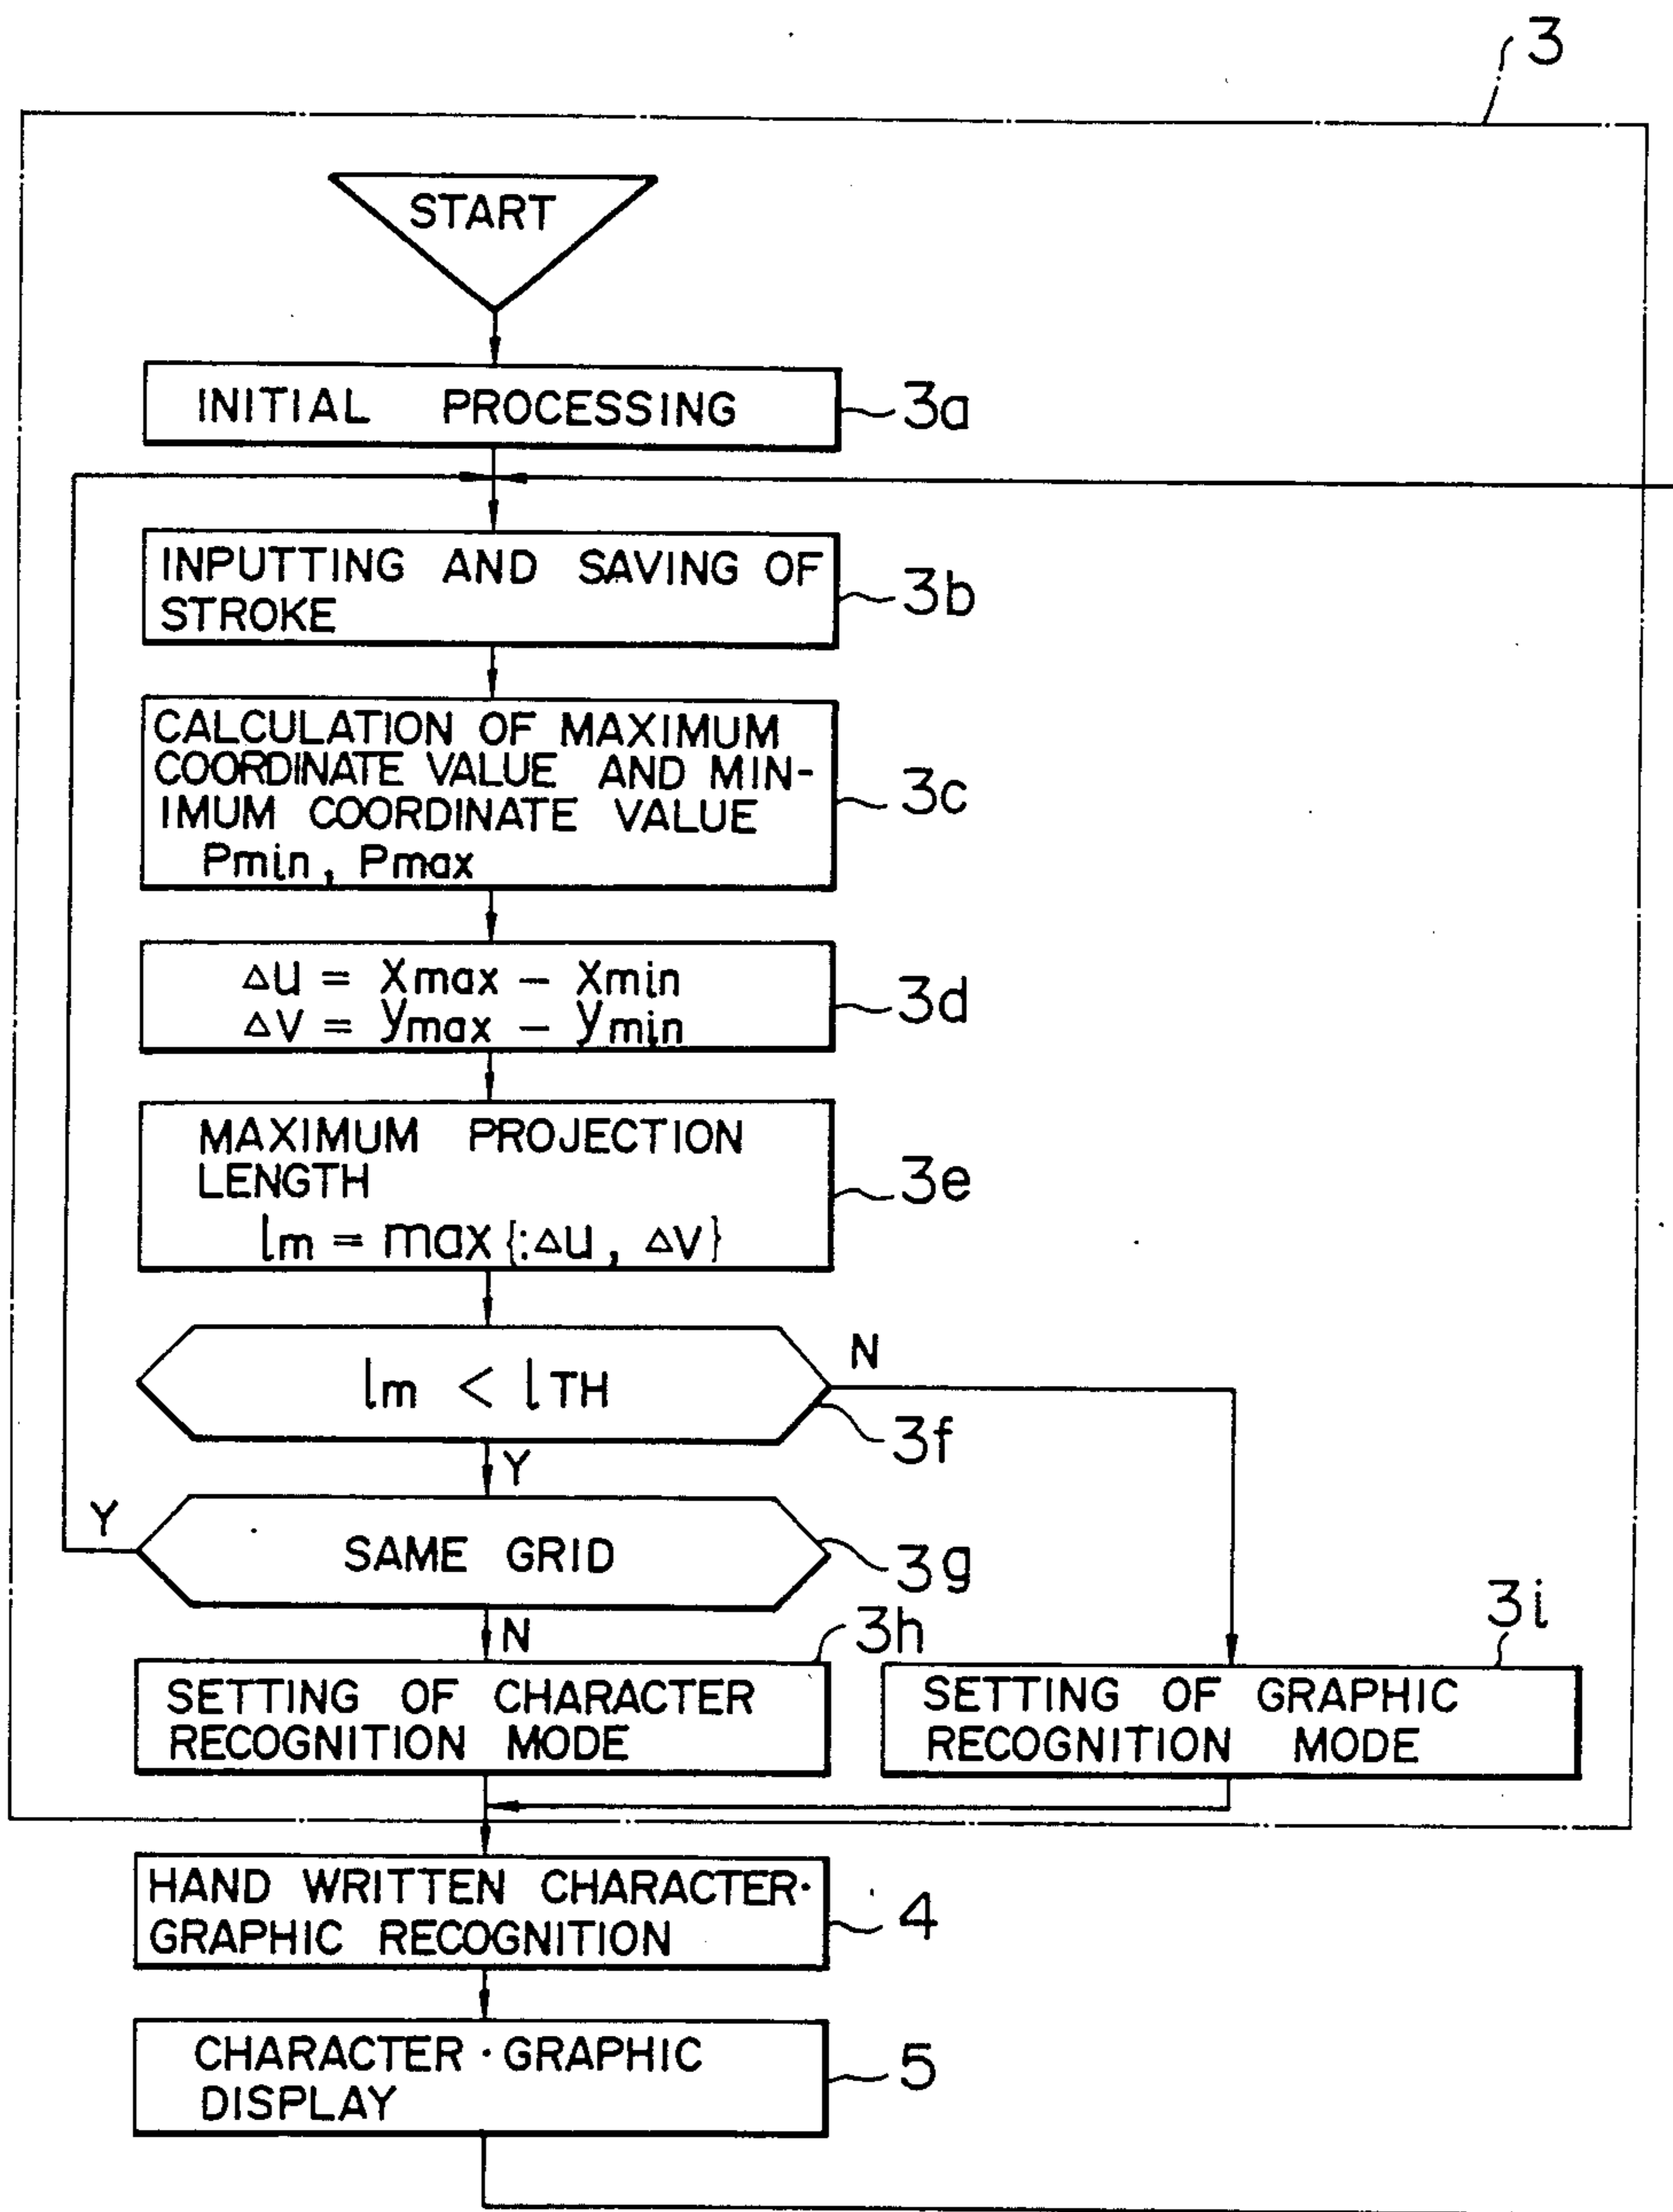 3
START
INITIAL PROCESSING
3a
INPUTTING AND SAVING OF
STROKE
3b
CALCULATION OF MAXIMUM
COORDINATE VALUE AND MIN-
IMUM COORDINATE VALUE
Pmin, Pmax
3c
Δu = Xmax - Xmin
Δv = Ymax - Ymin
3d
MAXIMUM PROJECTION
LENGTH
lm = max {:Δu, Δv}
3e
lm < lTH
N
3f
Y
Y
SAME GRID
3g
N
3h
3i
SETTING OF CHARACTER
RECOGNITION MODE
SETTING OF GRAPHIC
RECOGNITION MODE
HAND WRITTEN CHARACTER·
GRAPHIC RECOGNITION
4
CHARACTER · GRAPHIC
DISPLAY
5